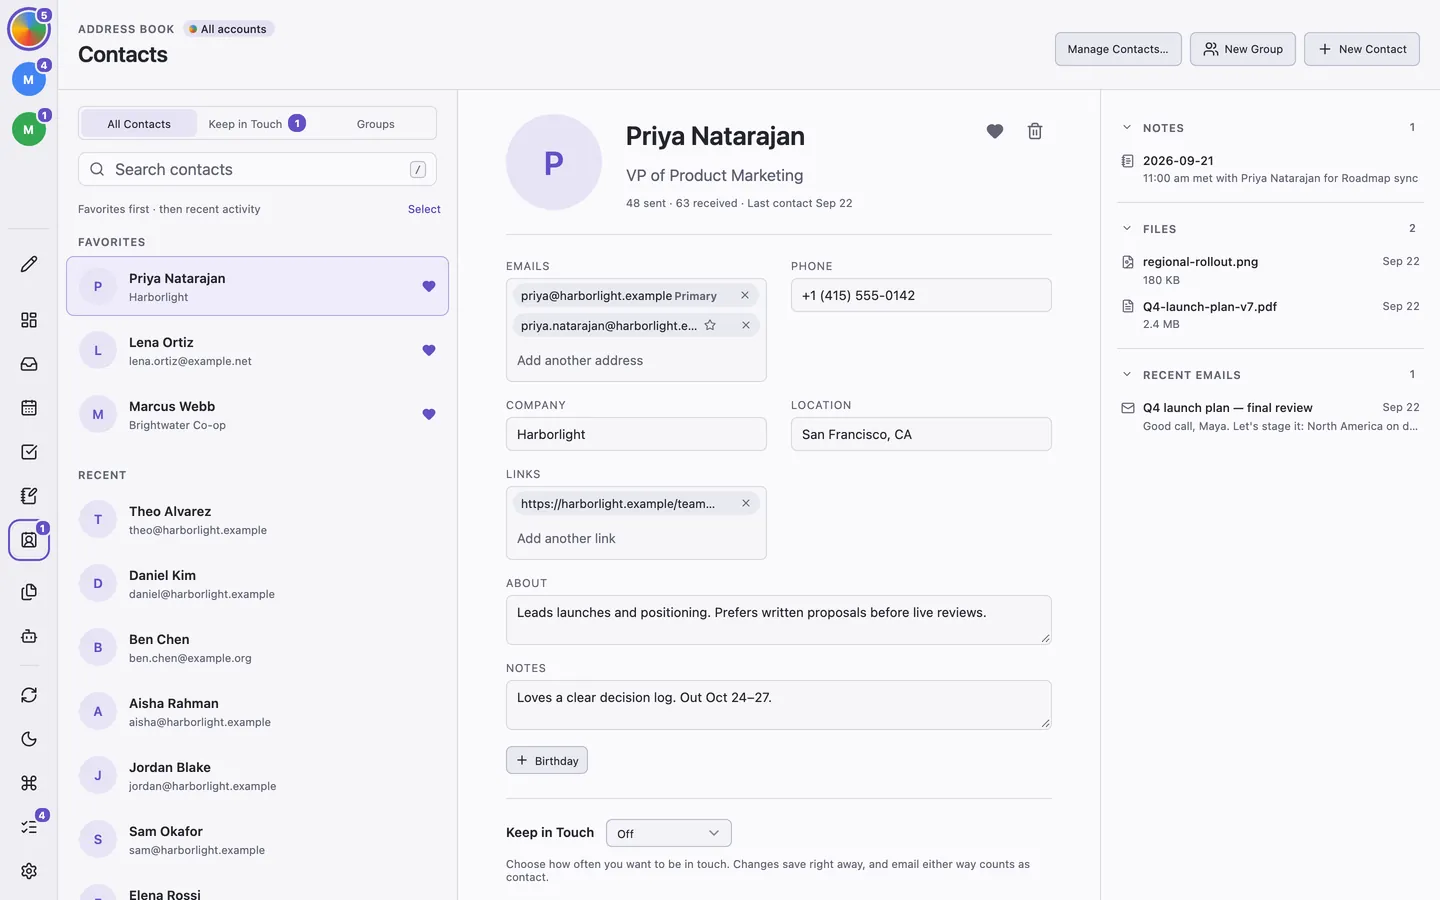 5
M 4
M 1
1
4
ADDRESS BOOK All accounts
Contacts
Manage Contacts...
New Group
New Contact
All Contacts Keep in Touch 1 Groups
Search contacts /
Favorites first · then recent activity Select
FAVORITES
P Priya Natarajan
Harborlight
L Lena Ortiz
lena.ortiz@example.net
M Marcus Webb
Brightwater Co-op
RECENT
T Theo Alvarez
theo@harborlight.example
D Daniel Kim
daniel@harborlight.example
B Ben Chen
ben.chen@example.org
A Aisha Rahman
aisha@harborlight.example
J Jordan Blake
jordan@harborlight.example
S Sam Okafor
sam@harborlight.example
Elena Rossi
P
Priya Natarajan
VP of Product Marketing
48 sent · 63 received · Last contact Sep 22
EMAILS
priya@harborlight.example Primary
priya.natarajan@harborlight.e...
Add another address
PHONE
+1 (415) 555-0142
COMPANY
Harborlight
LOCATION
San Francisco, CA
LINKS
https://harborlight.example/team...
Add another link
ABOUT
Leads launches and positioning. Prefers written proposals before live reviews.
NOTES
Loves a clear decision log. Out Oct 24–27.
Birthday
Keep in Touch Off
Choose how often you want to be in touch. Changes save right away, and email either way counts as
contact.
NOTES 1
2026-09-21
11:00 am met with Priya Natarajan for Roadmap sync
FILES 2
regional-rollout.png Sep 22
180 KB
Q4-launch-plan-v7.pdf Sep 22
2.4 MB
RECENT EMAILS 1
Q4 launch plan — final review Sep 22
Good call, Maya. Let's stage it: North America on d...